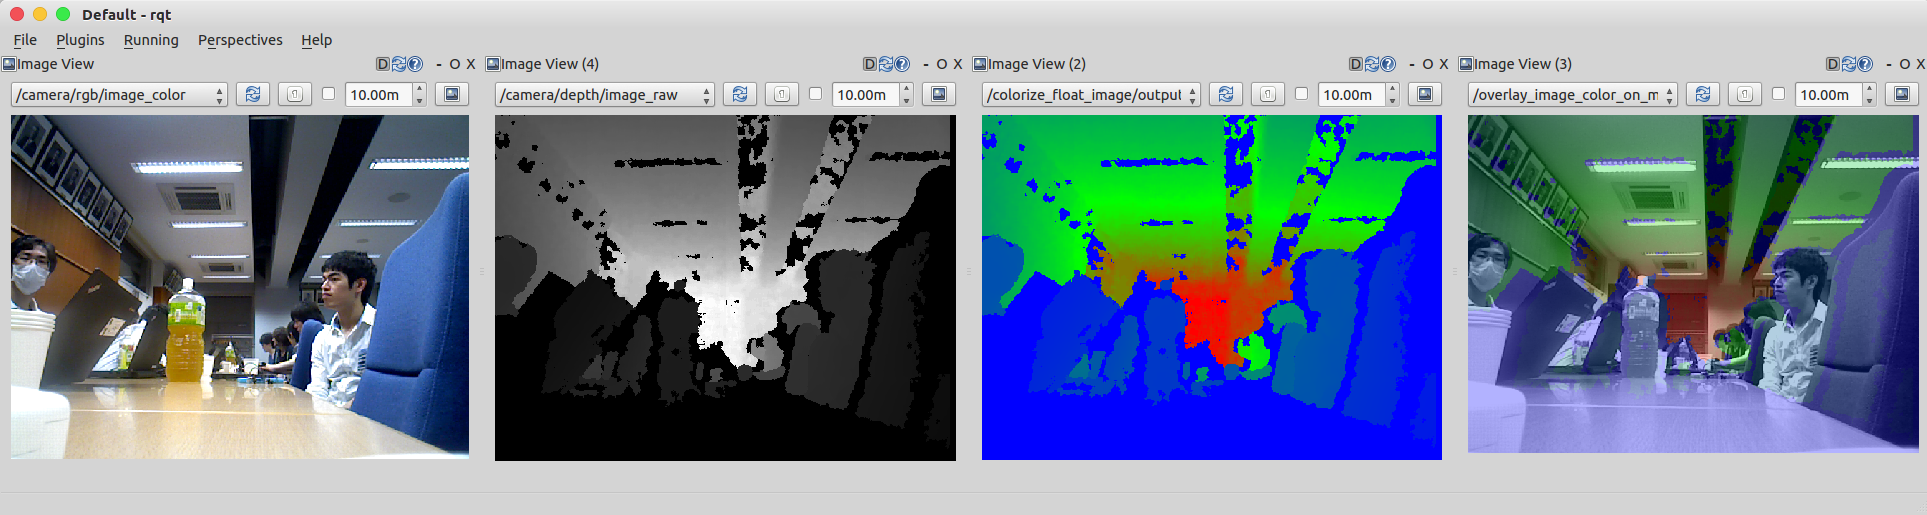 Default - rqt
File Plugins Running Perspectives Help
Image View D ? - O X Image View (4) D ? - O X Image View (2) D ? - O X Image View (3) D ? - O X
/camera/rgb/image_color 10.00m /camera/depth/image_raw 10.00m /colorize_float_image/output 10.00m /overlay_image_color_on_m 10.00m